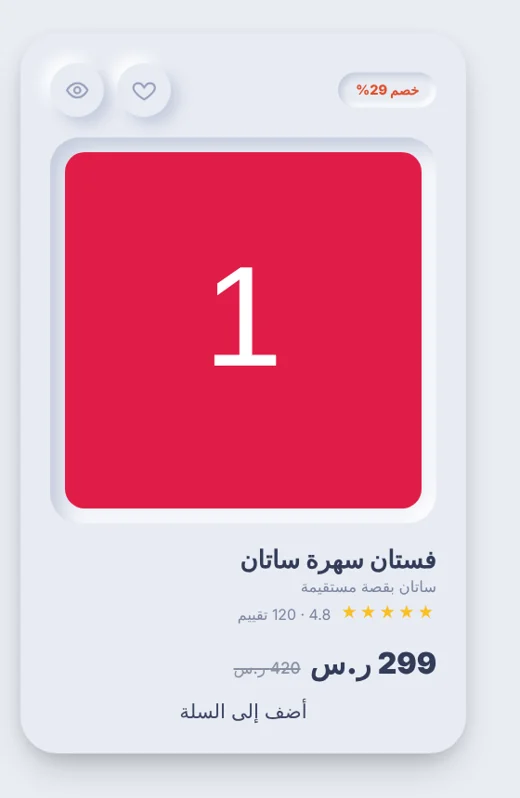 خصم 29%
1
فستان سهرة ساتان
ساتان بقصة مستقيمة
★★★★★ 4.8 · 120 تقييم
299 ر.س 420 ر.س
أضف إلى السلة